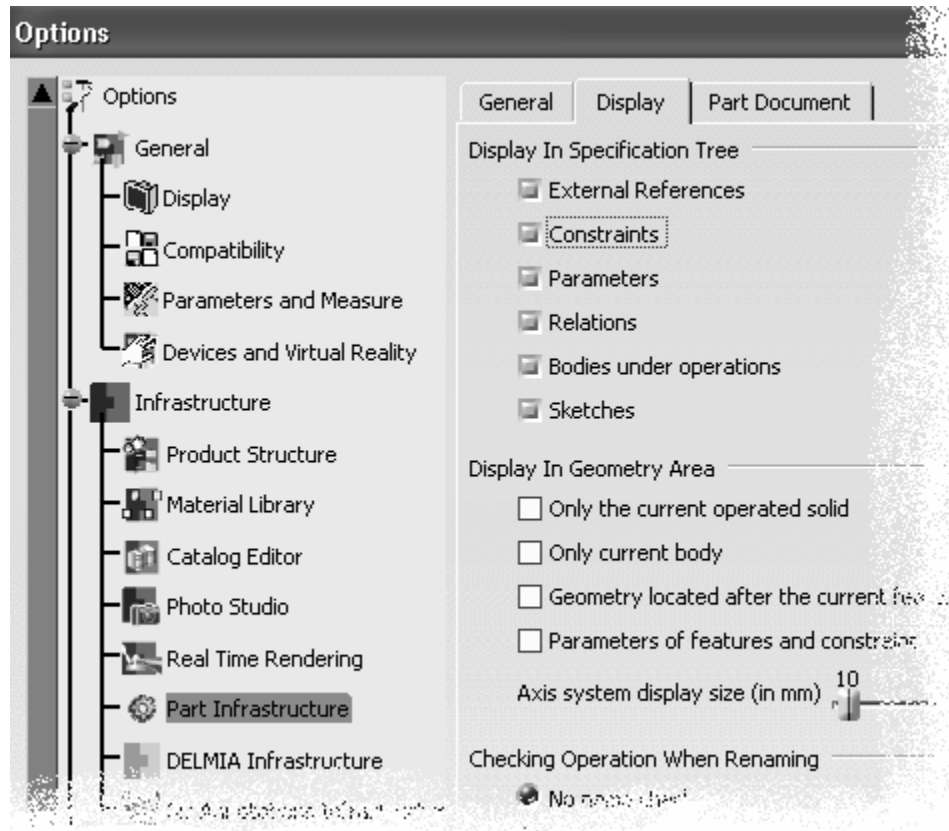 Options
Options
General
Display
Compatibility
Parameters and Measure
Devices and Virtual Reality
Infrastructure
Product Structure
Material Library
Catalog Editor
Photo Studio
Real Time Rendering
Part Infrastructure
DELMIA Infrastructure
General Display Part Document
Display In Specification Tree
External References
Constraints
Parameters
Relations
Bodies under operations
Sketches
Display In Geometry Area
Only the current operated solid
Only current body
Geometry located after the current
Parameters of features and
Axis system display size (in mm) 10
Checking Operation When Renaming
No name